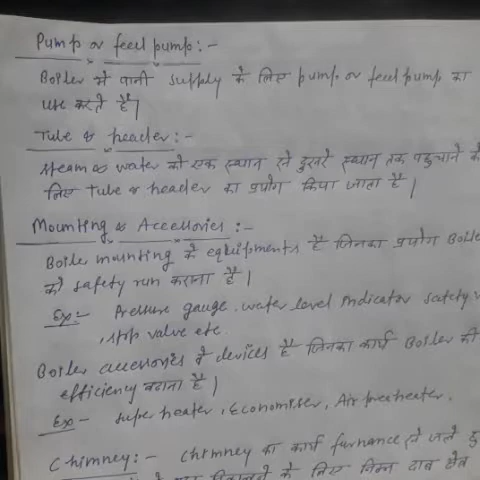 Pump or feed pump:-
Boiler में पानी supply के लिए pump or feed pump का
use करते हैं|
Tube & header:-
steam & water को एक स्थान से दुसरे स्थान तक पहुचाने के
लिए Tube & header का प्रयोग किया जाता है|
Mounting & Accessories:-
Boiler mounting वे equipments है जिनका प्रयोग Boiler
को safety run कराना है|
Ex:- Pressure gauge, water level indicator safety v
, stop valve etc.
Boiler accessories वे devices है जिनका कार्य Boiler की
efficiency बढाना है|
Ex:- super heater, Economiser, Air preheater.
Chimney:- chimney का कार्य furnance से जले हु
के लिए निम्न दाब क्षेत्र